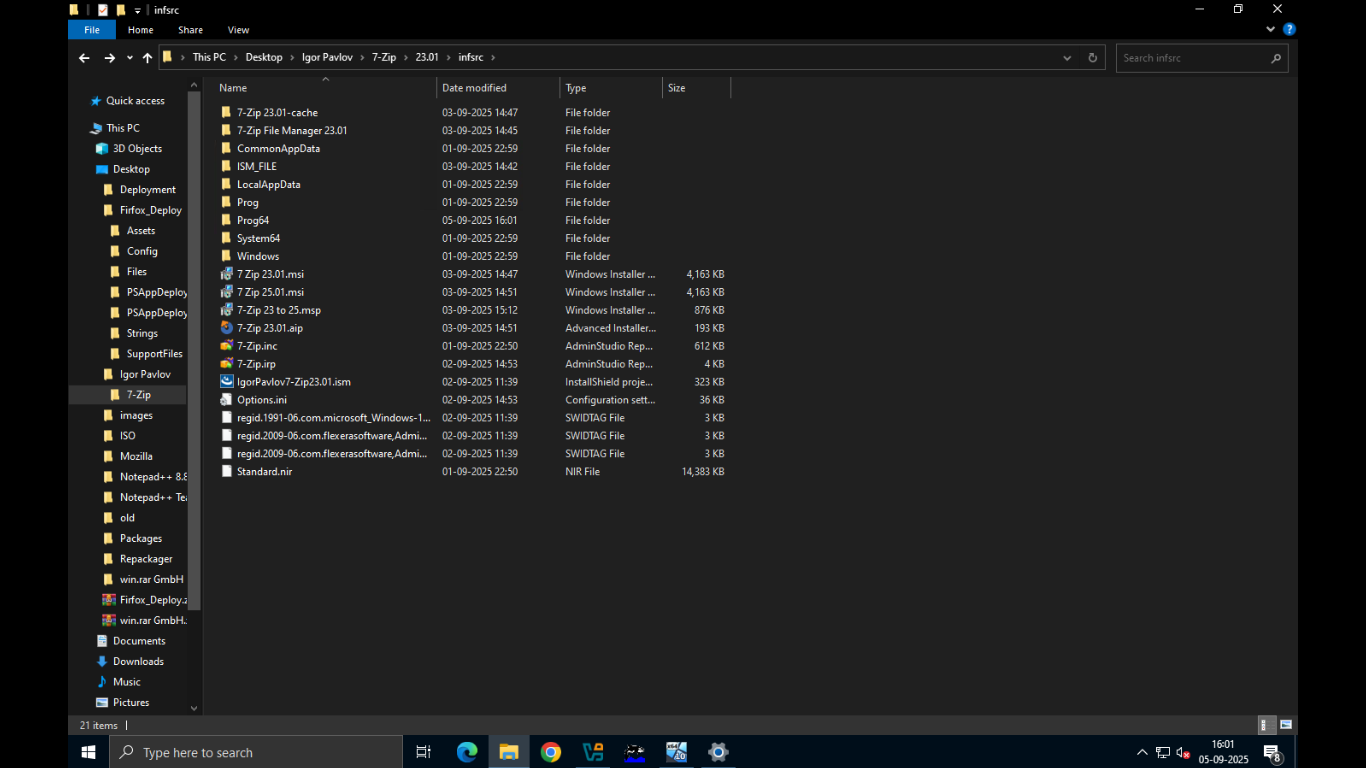 infsrc
File Home Share View
This PC Desktop Igor Pavlov 7-Zip 23.01 infsrc
Search infsrc
Name Date modified Type Size
Quick access
This PC
3D Objects
Desktop
Deployment
Firfox_Deploy
Assets
Config
Files
PSAppDeploy
PSAppDeploy
Strings
SupportFiles
Igor Pavlov
7-Zip
images
ISO
Mozilla
Notepad++ 8.8
Notepad++ Tea
old
Packages
Repackager
win.rar GmbH
Firfox_Deploy.z
win.rar GmbH.
Documents
Downloads
Music
Pictures
7-Zip 23.01-cache 03-09-2025 14:47 File folder
7-Zip File Manager 23.01 03-09-2025 14:45 File folder
CommonAppData 01-09-2025 22:59 File folder
ISM_FILE 03-09-2025 14:42 File folder
LocalAppData 01-09-2025 22:59 File folder
Prog 01-09-2025 22:59 File folder
Prog64 05-09-2025 16:01 File folder
System64 01-09-2025 22:59 File folder
Windows 01-09-2025 22:59 File folder
7 Zip 23.01.msi 03-09-2025 14:47 Windows Installer ... 4,163 KB
7 Zip 25.01.msi 03-09-2025 14:51 Windows Installer ... 4,163 KB
7-Zip 23 to 25.msp 03-09-2025 15:12 Windows Installer ... 876 KB
7-Zip 23.01.aip 03-09-2025 14:51 Advanced Installer... 193 KB
7-Zip.inc 01-09-2025 22:50 AdminStudio Rep... 612 KB
7-Zip.irp 02-09-2025 14:53 AdminStudio Rep... 4 KB
IgorPavlov7-Zip23.01.ism 02-09-2025 11:39 InstallShield proje... 323 KB
Options.ini 02-09-2025 14:53 Configuration sett... 36 KB
regid.1991-06.com.microsoft_Windows-1... 02-09-2025 11:39 SWIDTAG File 3 KB
regid.2009-06.com.flexerasoftware,Admi... 02-09-2025 11:39 SWIDTAG File 3 KB
regid.2009-06.com.flexerasoftware,Admi... 02-09-2025 11:39 SWIDTAG File 3 KB
Standard.nir 01-09-2025 22:50 NIR File 14,383 KB
21 items
Type here to search
16:01
05-09-2025
8